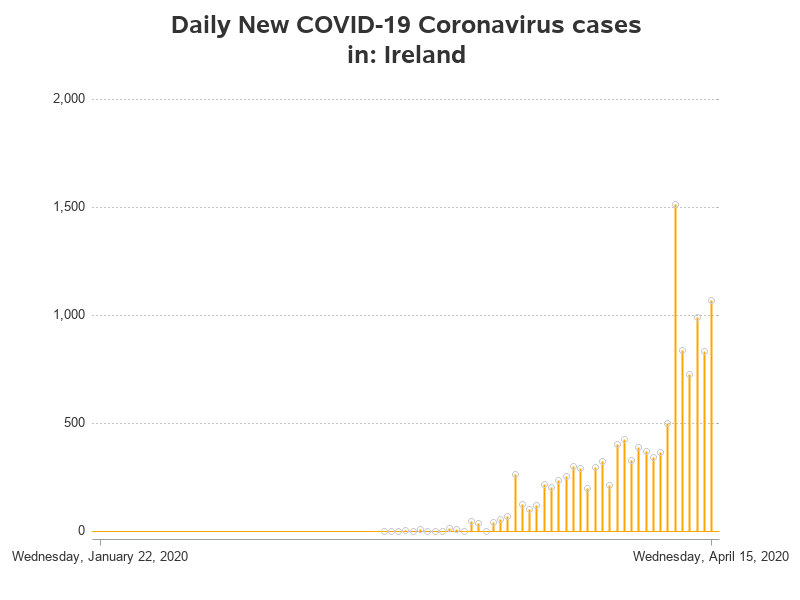 Daily New COVID-19 Coronavirus cases
in: Ireland
2,000
1,500
1,000
500
0
Wednesday, January 22, 2020
Wednesday, April 15, 2020